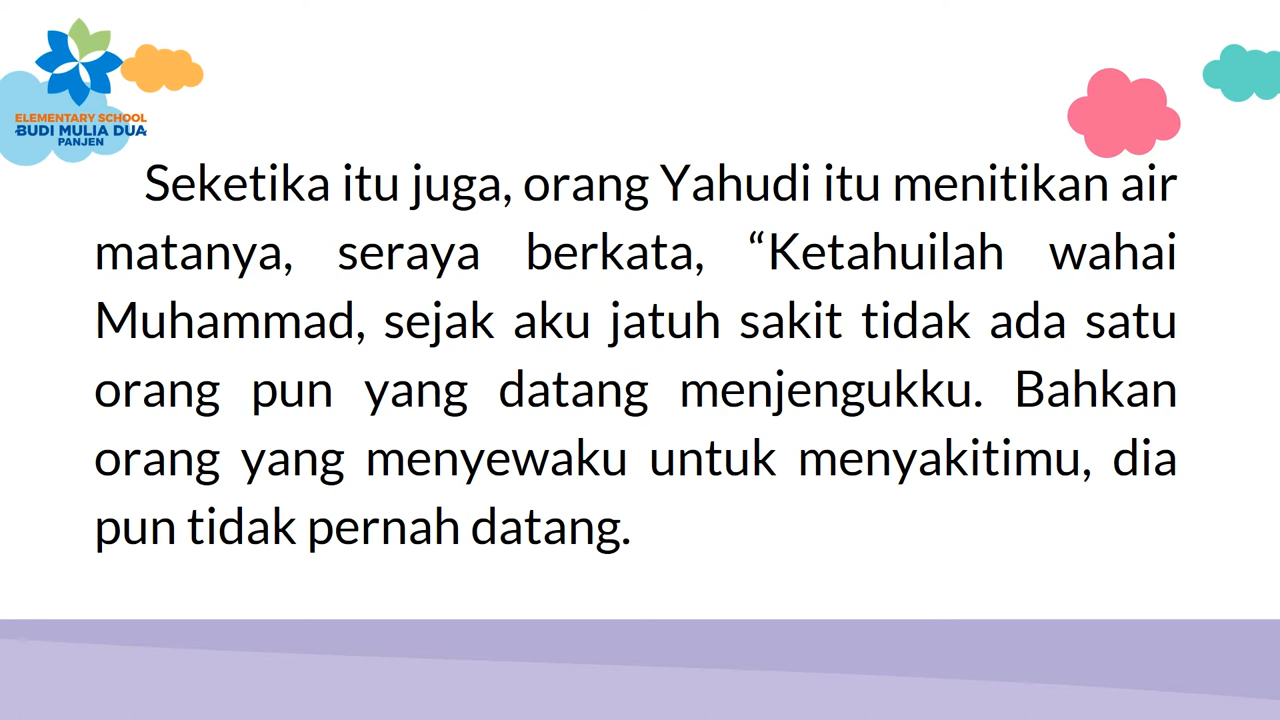 ELEMENTARY SCHOOL
BUDI MULIA DUA
PANJEN
Seketika itu juga, orang Yahudi itu menitikan air
matanya, seraya berkata, “Ketahuilah wahai
Muhammad, sejak aku jatuh sakit tidak ada satu
orang pun yang datang menjengukku. Bahkan
orang yang menyewaku untuk menyakitimu, dia
pun tidak pernah datang.